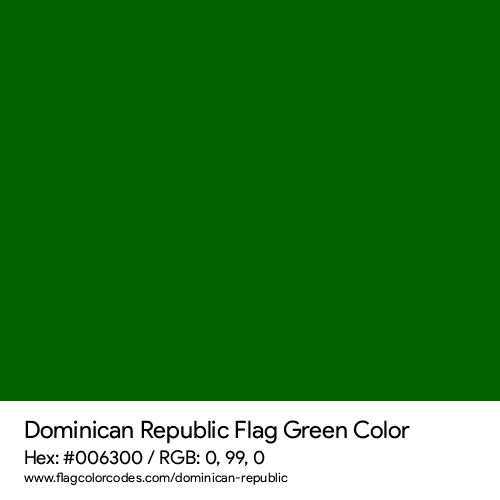 Dominican Republic Flag Green Color
Hex: #006300 / RGB: 0, 99, 0
www.flagcolorcodes.com/dominican-republic